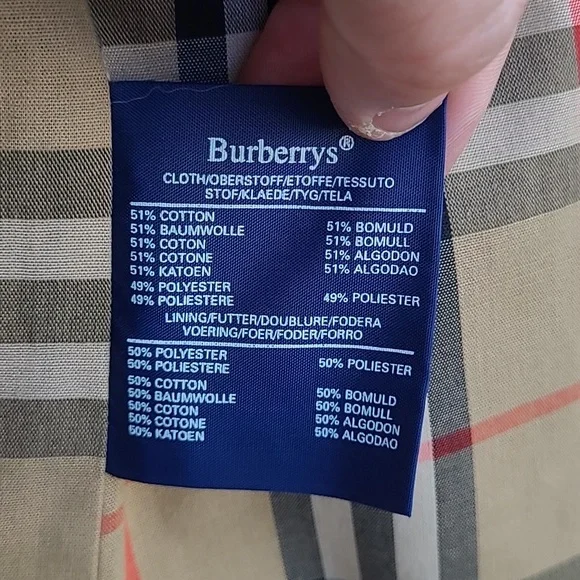 Burberrys®
CLOTH/OBERSTOFF/ETOFFE/TESSUTO
STOF/KLAEDE/TYG/TELA
51% COTTON
51% BAUMWOLLE 51% BOMULD
51% COTON 51% BOMULL
51% COTONE 51% ALGODON
51% KATOEN 51% ALGODAO
49% POLYESTER
49% POLIESTERE 49% POLIESTER
LINING/FUTTER/DOUBLURE/FODERA
VOERING/FOER/FODER/FORRO
50% POLYESTER
50% POLIESTERE 50% POLIESTER
50% COTTON
50% BAUMWOLLE 50% BOMULD
50% COTON 50% BOMULL
50% COTONE 50% ALGODON
50% KATOEN 50% ALGODAO